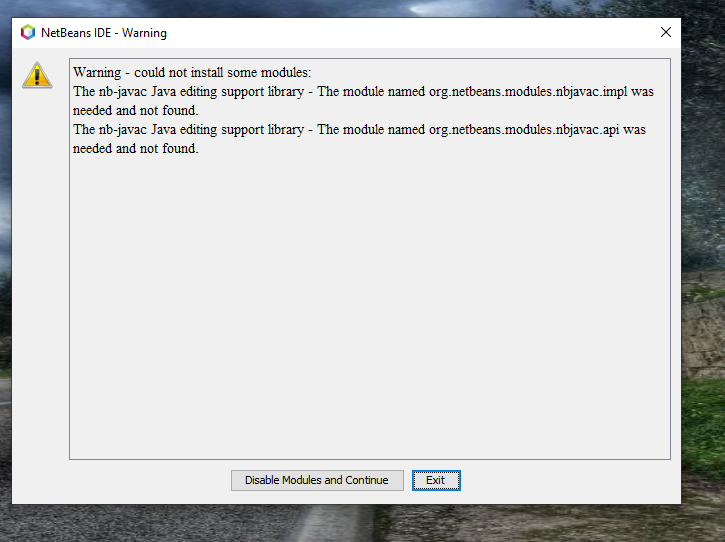 NetBeans IDE - Warning
Warning - could not install some modules:
The nb-javac Java editing support library - The module named org.netbeans.modules.nbjavac.impl was
needed and not found.
The nb-javac Java editing support library - The module named org.netbeans.modules.nbjavac.api was
needed and not found.
Disable Modules and Continue
Exit